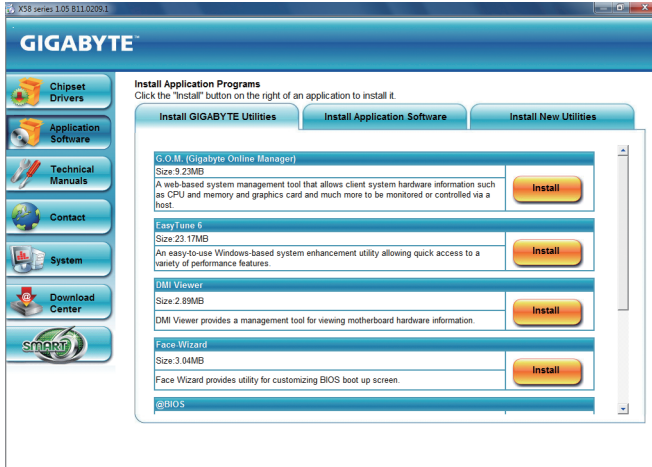 X58 series 1.05 B11.0209.1
GIGABYTE™
Chipset
Drivers
Application
Software
Technical
Manuals
Contact
System
Download
Center
SMART
Install Application Programs
Click the "Install" button on the right of an application to install it.
Install GIGABYTE Utilities
Install Application Software
Install New Utilities
G.O.M. (Gigabyte Online Manager)
Size:9.23MB
A web-based system management tool that allows client system hardware information such
as CPU and memory and graphics card and much more to be monitored or controlled via a
host.
Install
EasyTune 6
Size:23.17MB
An easy-to-use Windows-based system enhancement utility allowing quick access to a
variety of performance features.
Install
DMI Viewer
Size:2.89MB
DMI Viewer provides a management tool for viewing motherboard hardware information.
Install
Face-Wizard
Size:3.04MB
Face Wizard provides utility for customizing BIOS boot up screen.
Install
@BIOS